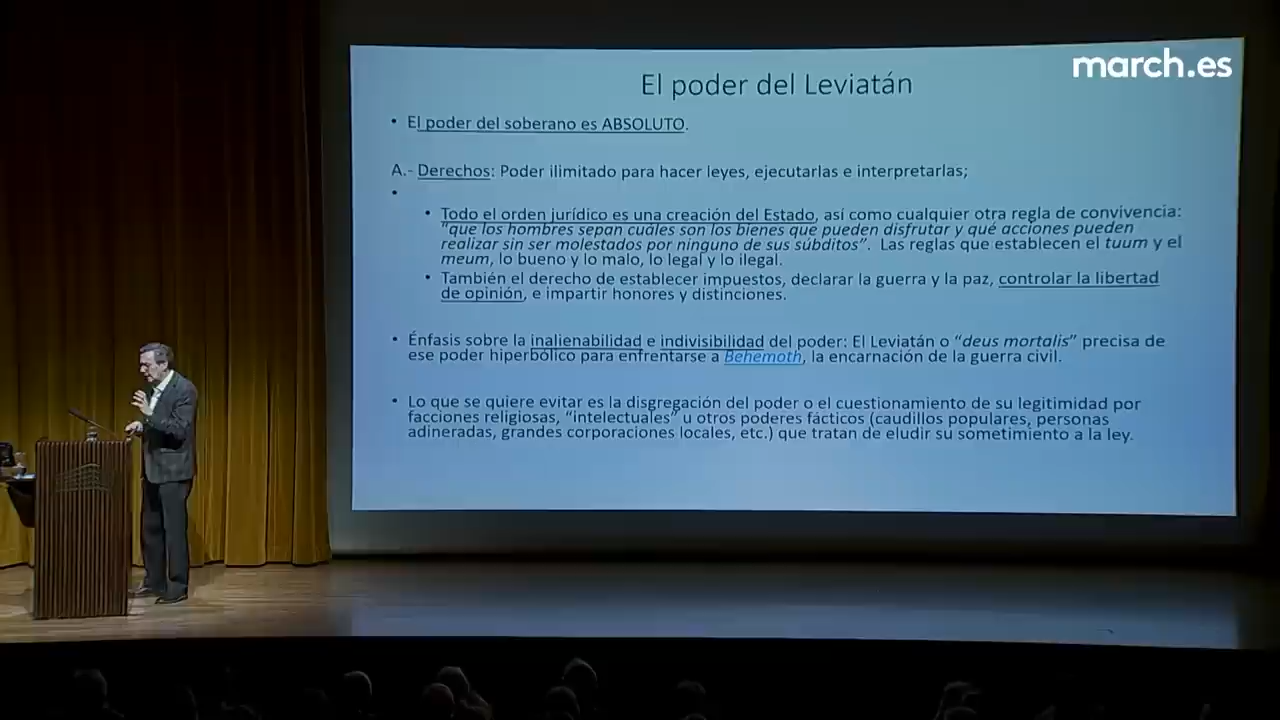 march.es
El poder del Leviatán
• El poder del soberano es ABSOLUTO.
A.- Derechos: Poder ilimitado para hacer leyes, ejecutarlas e interpretarlas;
•
• Todo el orden jurídico es una creación del Estado, así como cualquier otra regla de convivencia:
"que los hombres sepan cuáles son los bienes que pueden disfrutar y qué acciones pueden
realizar sin ser molestados por ninguno de sus súbditos". Las reglas que establecen el tuum y el
meum, lo bueno y lo malo, lo legal y lo ilegal.
• También el derecho de establecer impuestos, declarar la guerra y la paz, controlar la libertad
de opinión, e impartir honores y distinciones.
• Énfasis sobre la inalienabilidad e indivisibilidad del poder: El Leviatán o "deus mortalis" precisa de
ese poder hiperbólico para enfrentarse a Behemoth, la encarnación de la guerra civil.
• Lo que se quiere evitar es la disgregación del poder o el cuestionamiento de su legitimidad por
facciones religiosas, "intelectuales" u otros poderes fácticos (caudillos populares, personas
adineradas, grandes corporaciones locales, etc.) que tratan de eludir su sometimiento a la ley.